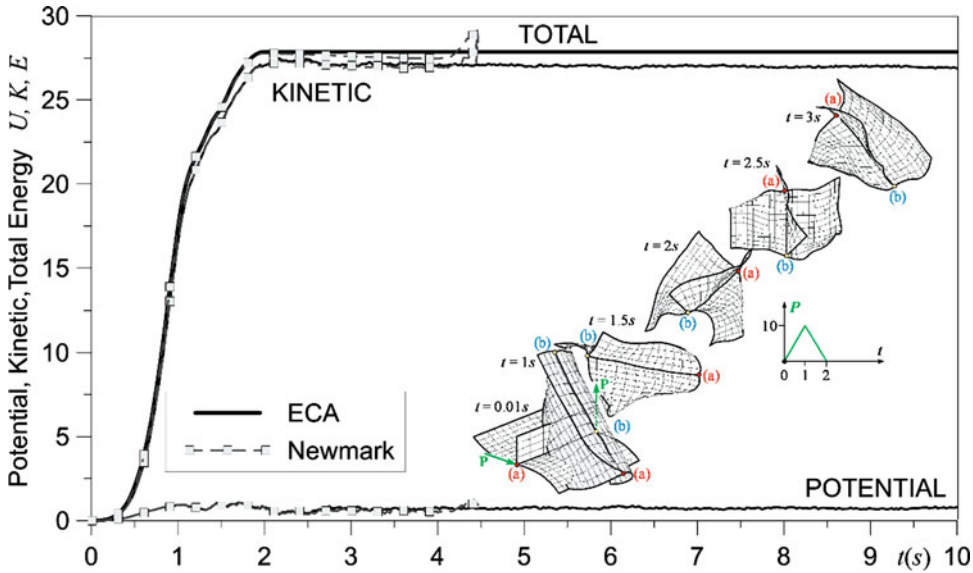 Potential, Kinetic, Total Energy U, K, E
30
25
20
15
10
5
0
TOTAL
KINETIC
POTENTIAL
ECA
Newmark
t = 3s
(a)
(b)
t = 2.5s
(a)
(b)
t = 2s
(a)
(b)
t = 1.5s
(b)
(a)
t = 1s
(b)
P
(b)
(a)
t = 0.01s
P
(a)
P
10
t
0 1 2
0 1 2 3 4 5 6 7 8 9 10
t(s)